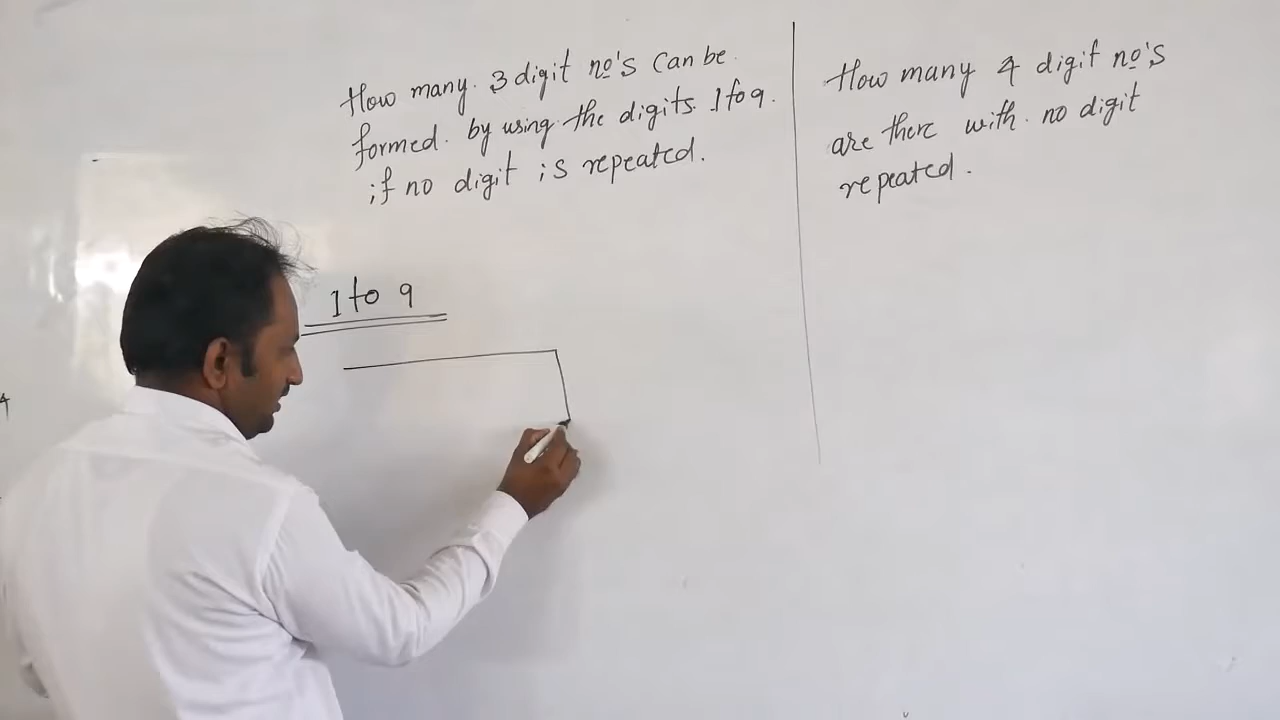 How many 3 digit no's can be
formed by using the digits 1 to 9.
if no digit is repeated.
1 to 9
How many 4 digit no's
are there with no digit
repeated.
4